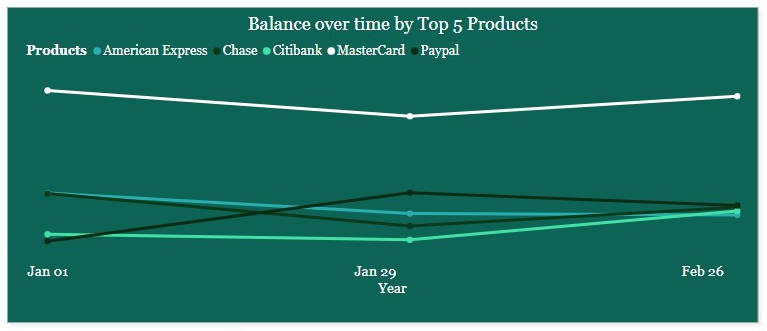 Balance over time by Top 5 Products
Products American Express Chase Citibank MasterCard Paypal
Jan 01 Jan 29 Feb 26
Year